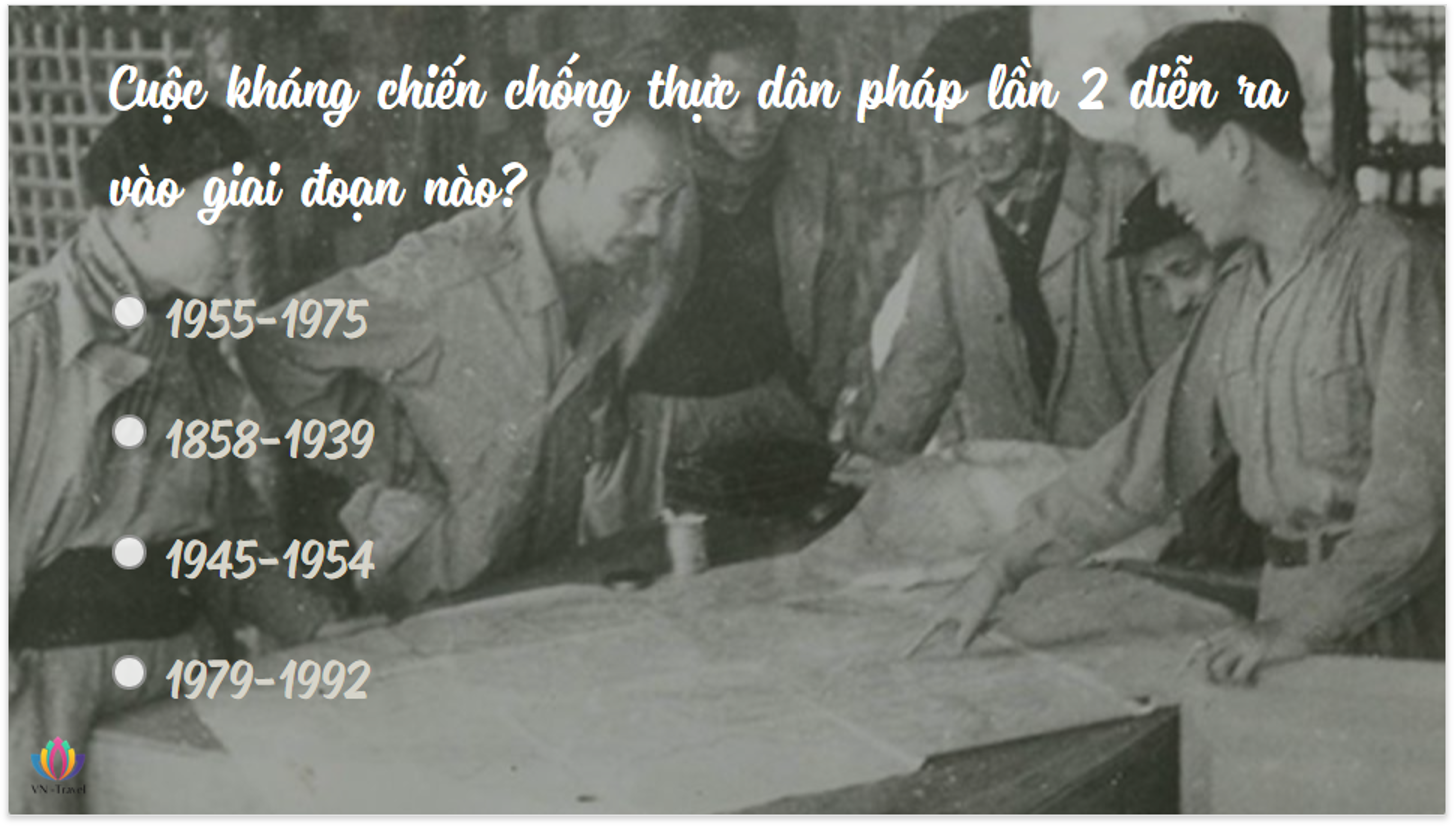 Cuộc kháng chiến chống thực dân pháp lần 2 diễn ra
vào giai đoạn nào?
1955-1975
1858-1939
1945-1954
1979-1992
VN-Travel